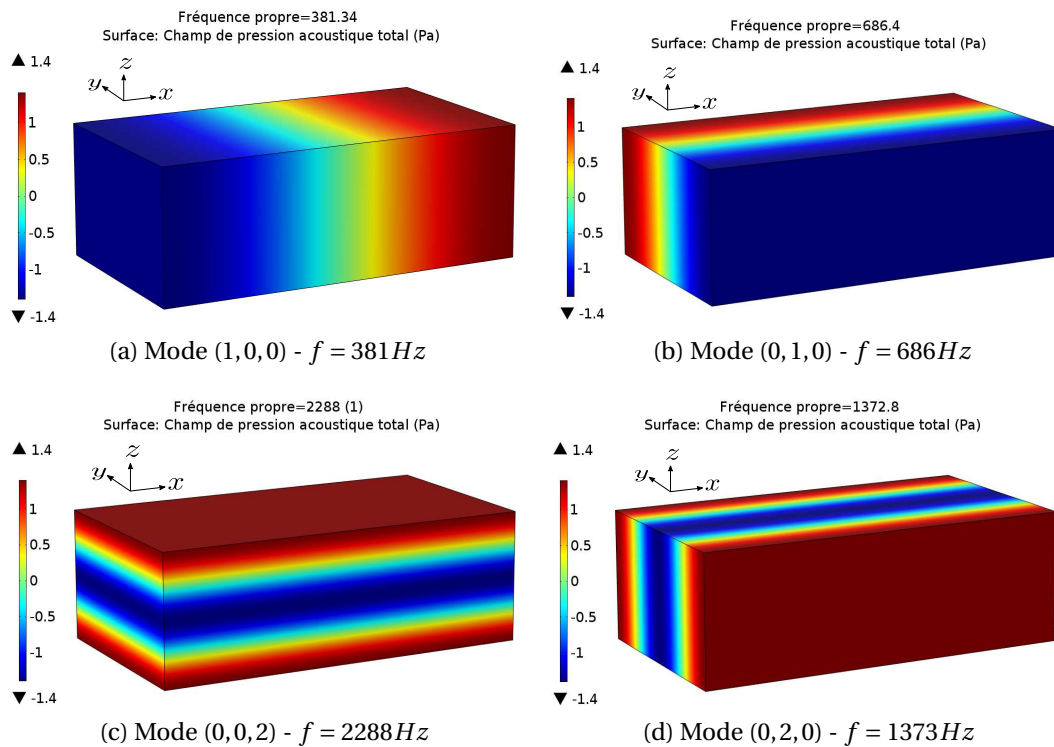 Fréquence propre=381.34
Surface: Champ de pression acoustique total (Pa)
▲ 1.4
z
y
x
1
0.5
0
-0.5
-1
▼ -1.4
(a) Mode (1,0,0) - f = 381Hz
Fréquence propre=686.4
Surface: Champ de pression acoustique total (Pa)
▲ 1.4
z
y
x
1
0.5
0
-0.5
-1
▼ -1.4
(b) Mode (0,1,0) - f = 686Hz
Fréquence propre=2288 (1)
Surface: Champ de pression acoustique total (Pa)
▲ 1.4
z
y
x
1
0.5
0
-0.5
-1
▼ -1.4
(c) Mode (0,0,2) - f = 2288Hz
Fréquence propre=1372.8
Surface: Champ de pression acoustique total (Pa)
▲ 1.4
z
y
x
1
0.5
0
-0.5
-1
▼ -1.4
(d) Mode (0,2,0) - f = 1373Hz